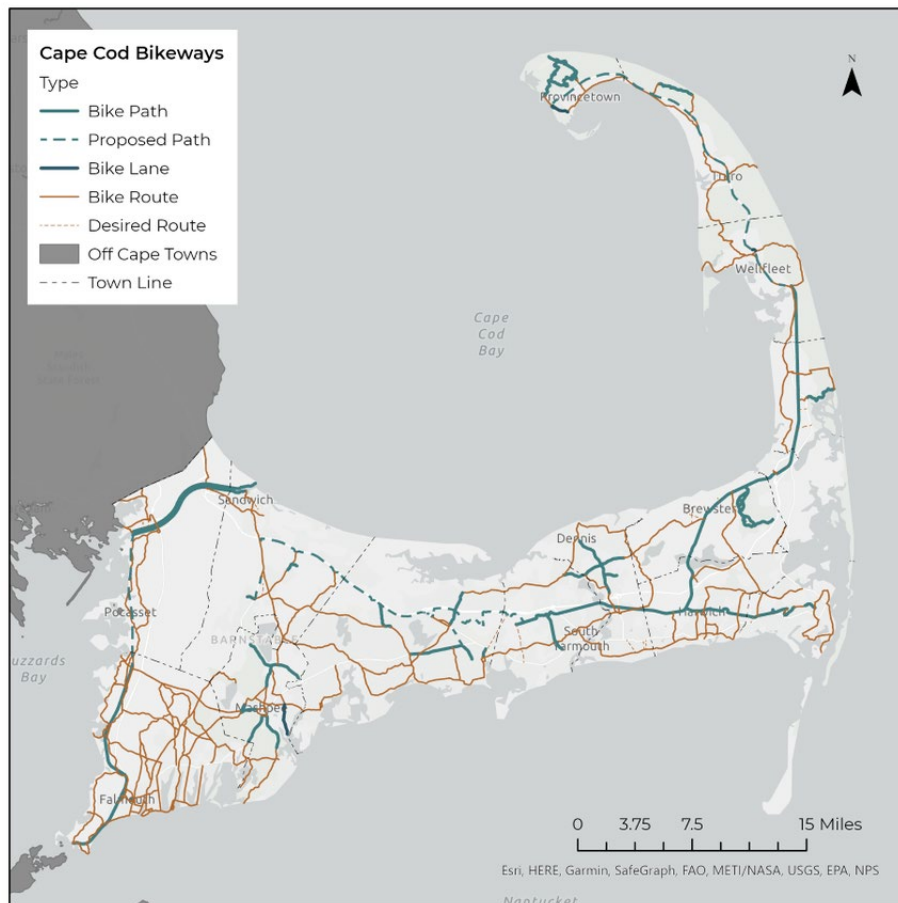 Cape Cod Bikeways
Type
Bike Path
Proposed Path
Bike Lane
Bike Route
Desired Route
Off Cape Towns
Town Line
N
Provincetown
Truro
Wellfleet
Cape
Cod
Bay
Sandwich
Brewster
Dennis
Pocasset
BARNSTABLE
Harwich
South
Yarmouth
uzzards
Bay
Mashpee
Falmouth
0 3.75 7.5 15 Miles
Esri, HERE, Garmin, SafeGraph, FAO, METI/NASA, USGS, EPA, NPS
Nantucket